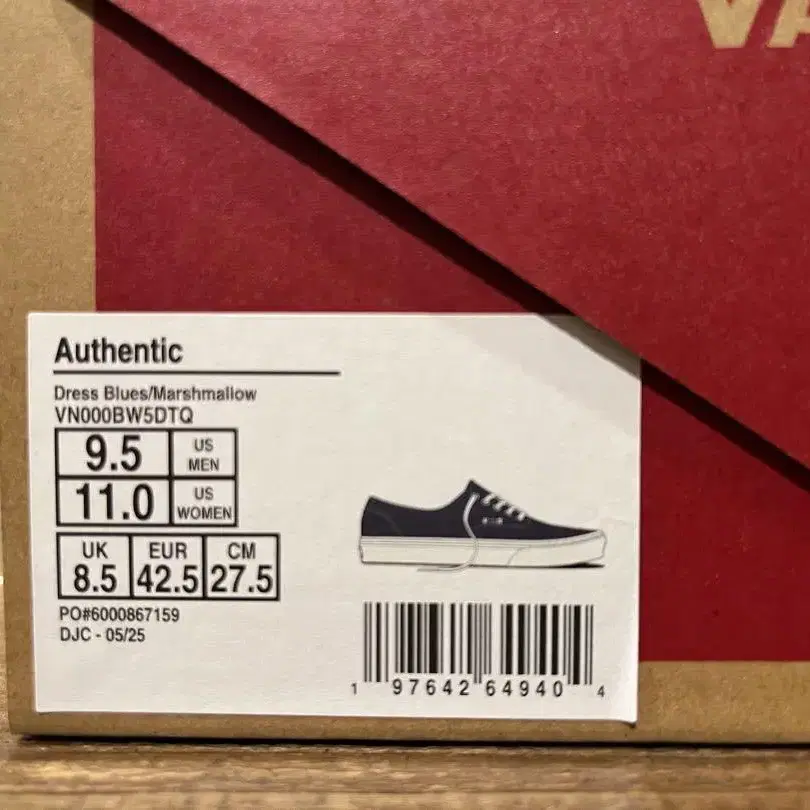 VA
Authentic
Dress Blues/Marshmallow
VN000BW5DTQ
9.5 US MEN
11.0 US WOMEN
UK EUR CM
8.5 42.5 27.5
PO#6000867159
DJC - 05/25
1 97642 64940 4